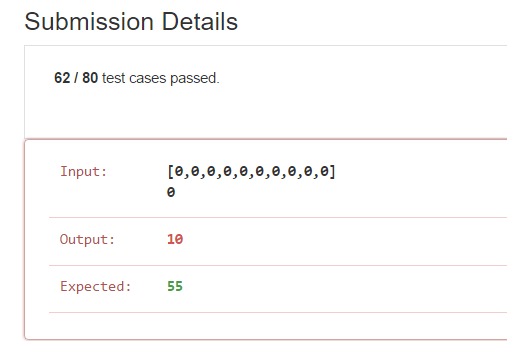 Submission Details
62 / 80 test cases passed.
Input: [0,0,0,0,0,0,0,0,0,0]
0
Output: 10
Expected: 55